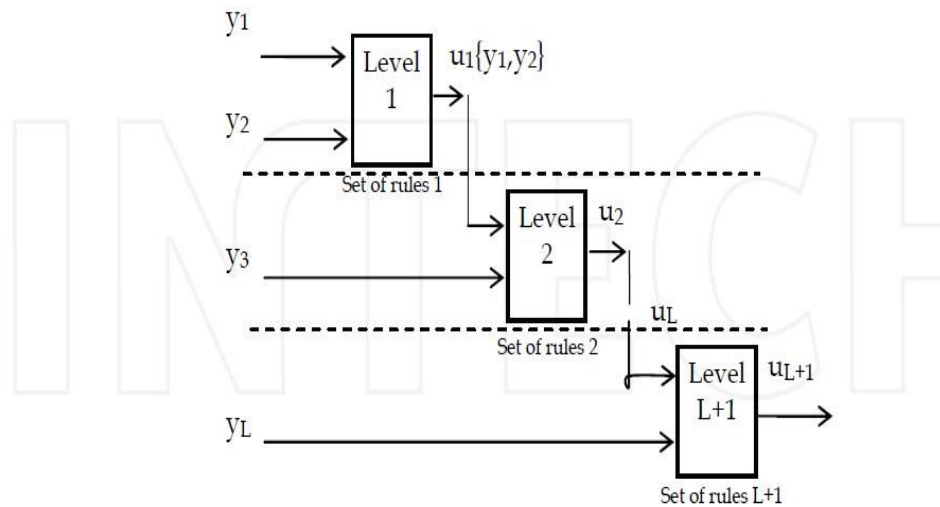 y1
Level
1
u1{y1,y2}
y2
Set of rules 1
Level
2
u2
y3
uL
Set of rules 2
Level
L+1
uL+1
yL
Set of rules L+1
INTECH